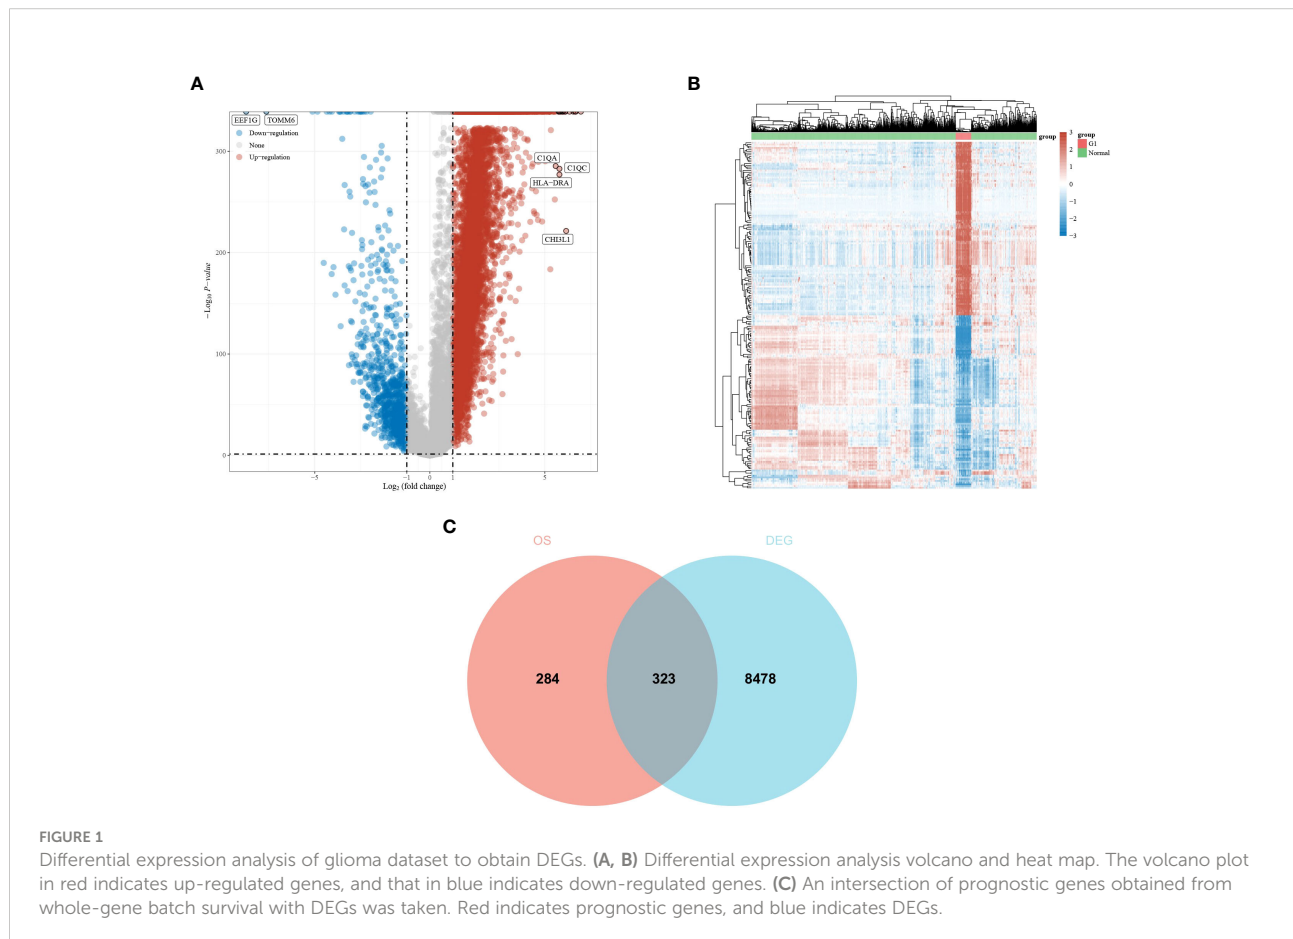 A
EEF1G
TOMM6
Down-regulation
None
Up-regulation
C1QA
C1QC
HLA-DRA
CHI3L1
300
200
100
0
−Log₁₀ P-value
-5
-1
0
1
5
Log₂ (fold change)
B
group
3
2
1
0
−1
−2
−3
group
G1
Normal
C
OS
DEG
284
323
8478
FIGURE 1
Differential expression analysis of glioma dataset to obtain DEGs. (A, B) Differential expression analysis volcano and heat map. The volcano plot
in red indicates up-regulated genes, and that in blue indicates down-regulated genes. (C) An intersection of prognostic genes obtained from
whole-gene batch survival with DEGs was taken. Red indicates prognostic genes, and blue indicates DEGs.